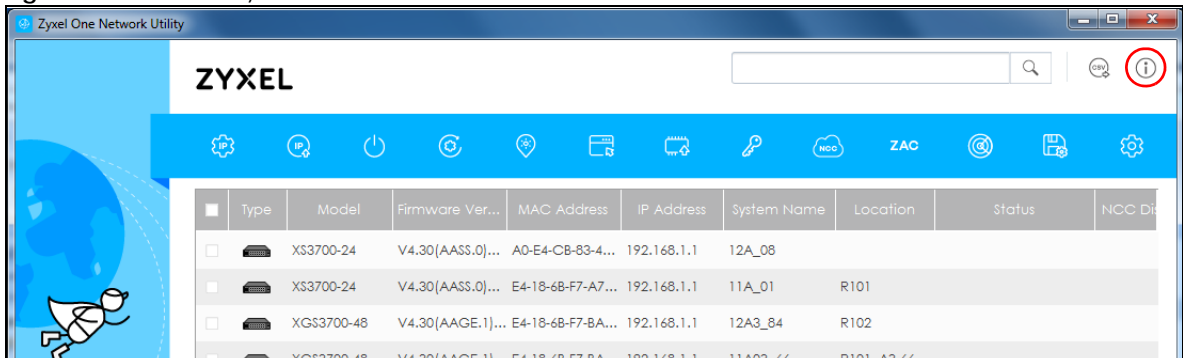 Zyxel One Network Utility
ZYXEL
CSV
IP IP NCC ZAC
Type Model Firmware Ver... MAC Address IP Address System Name Location Status NCC Dis
XS3700-24 V4.30(AASS.0)... A0-E4-CB-83-4... 192.168.1.1 12A_08
XS3700-24 V4.30(AASS.0)... E4-18-6B-F7-A7... 192.168.1.1 11A_01 R101
XGS3700-48 V4.30(AAGE.1)... E4-18-6B-F7-BA... 192.168.1.1 12A3_84 R102